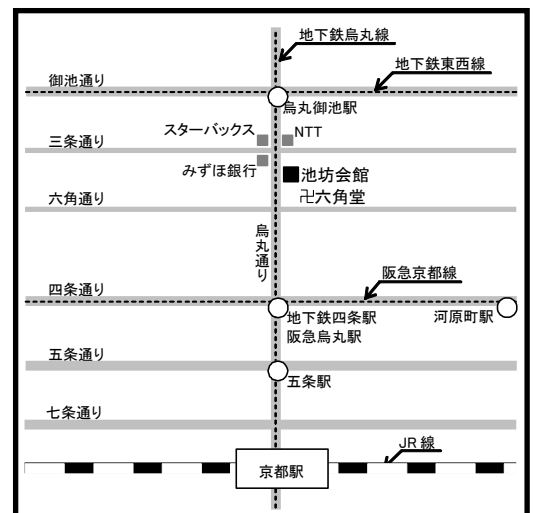 地下鉄烏丸線
地下鉄東西線
御池通り
烏丸御池駅
スターバックス
NTT
三条通り
みずほ銀行
池坊会館
卍六角堂
六角通り
烏丸通り
阪急京都線
四条通り
地下鉄四条駅
阪急烏丸駅
河原町駅
五条通り
五条駅
七条通り
JR 線
京都駅